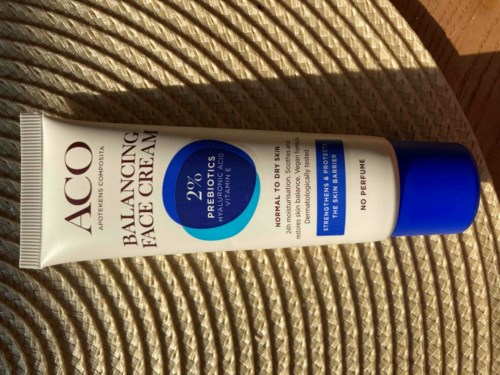 ACO
APOTEKENS COMPOSITA
BALANCING
FACE CREAM
2%
PREBIOTICS
HYALURONIC ACID
VITAMIN E
NORMAL TO DRY SKIN
24h moisturisation. Soothes and
restores skin balance. Vegan
Dermatologically tested.
STRENGTHENS & PROTECTS
THE SKIN BARRIER
NO PERFUME